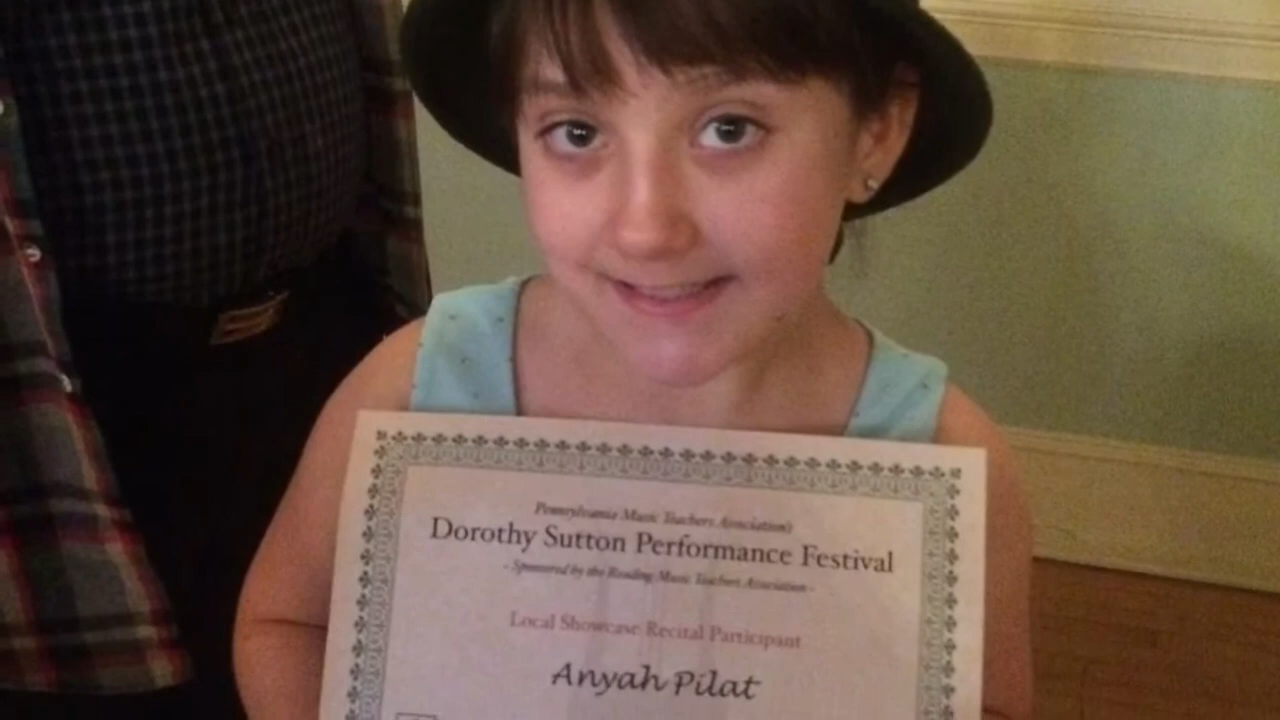 Pennsylvania Music Teachers Association's
Dorothy Sutton Performance Festival
- Sponsored by the Reading Music Teachers Association -
Local Showcase Recital Participant
Anyah Pilat